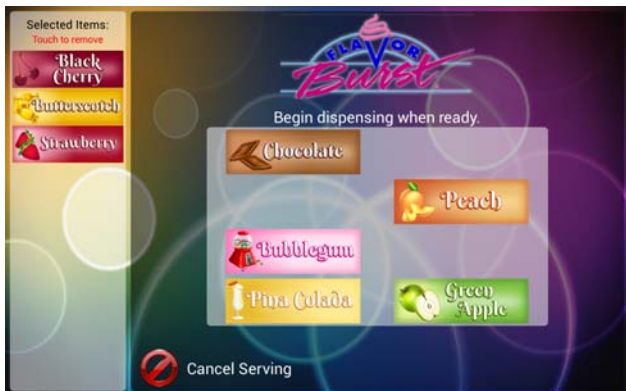 Selected Items:
Touch to remove
Black
Cherry
Butterscotch
Strawberry
FLAVOR
Burst
Begin dispensing when ready.
Chocolate
Peach
Bubblegum
Pina Colada
Green
Apple
Cancel Serving